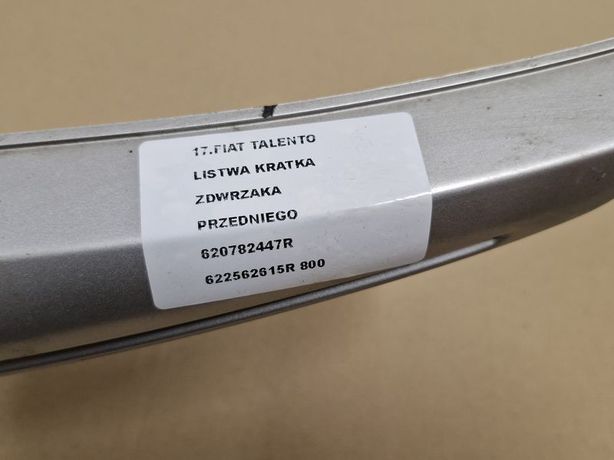 17.FIAT TALENTO
LISTWA KRATKA
ZDWRZAKA
PRZEDNIEGO
620782447R
622562615R 800